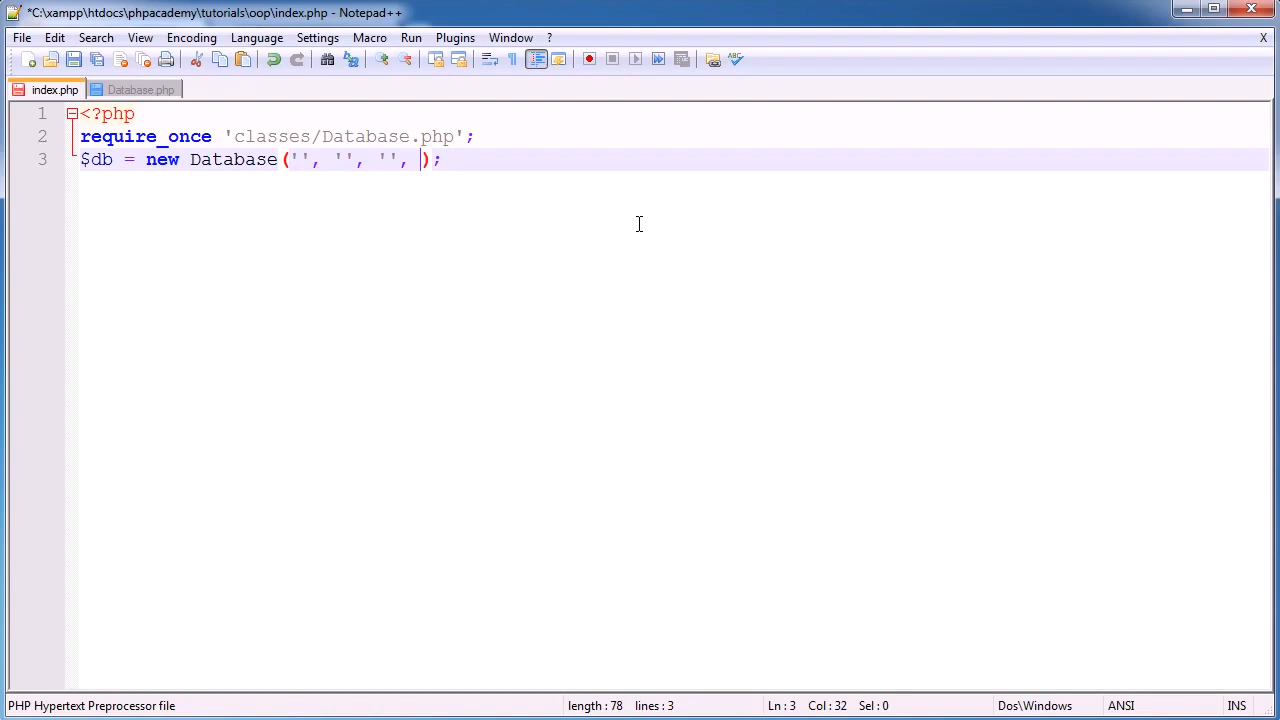 *C:\xampp\htdocs\phpacademy\tutorials\oop\index.php - Notepad++
File Edit Search View Encoding Language Settings Macro Run Plugins Window ? X
index.php Database.php
1 <?php
2 require_once 'classes/Database.php';
3 $db = new Database('', '', '', );
PHP Hypertext Preprocessor file length : 78 lines : 3 Ln : 3 Col : 32 Sel : 0 Dos\Windows ANSI INS